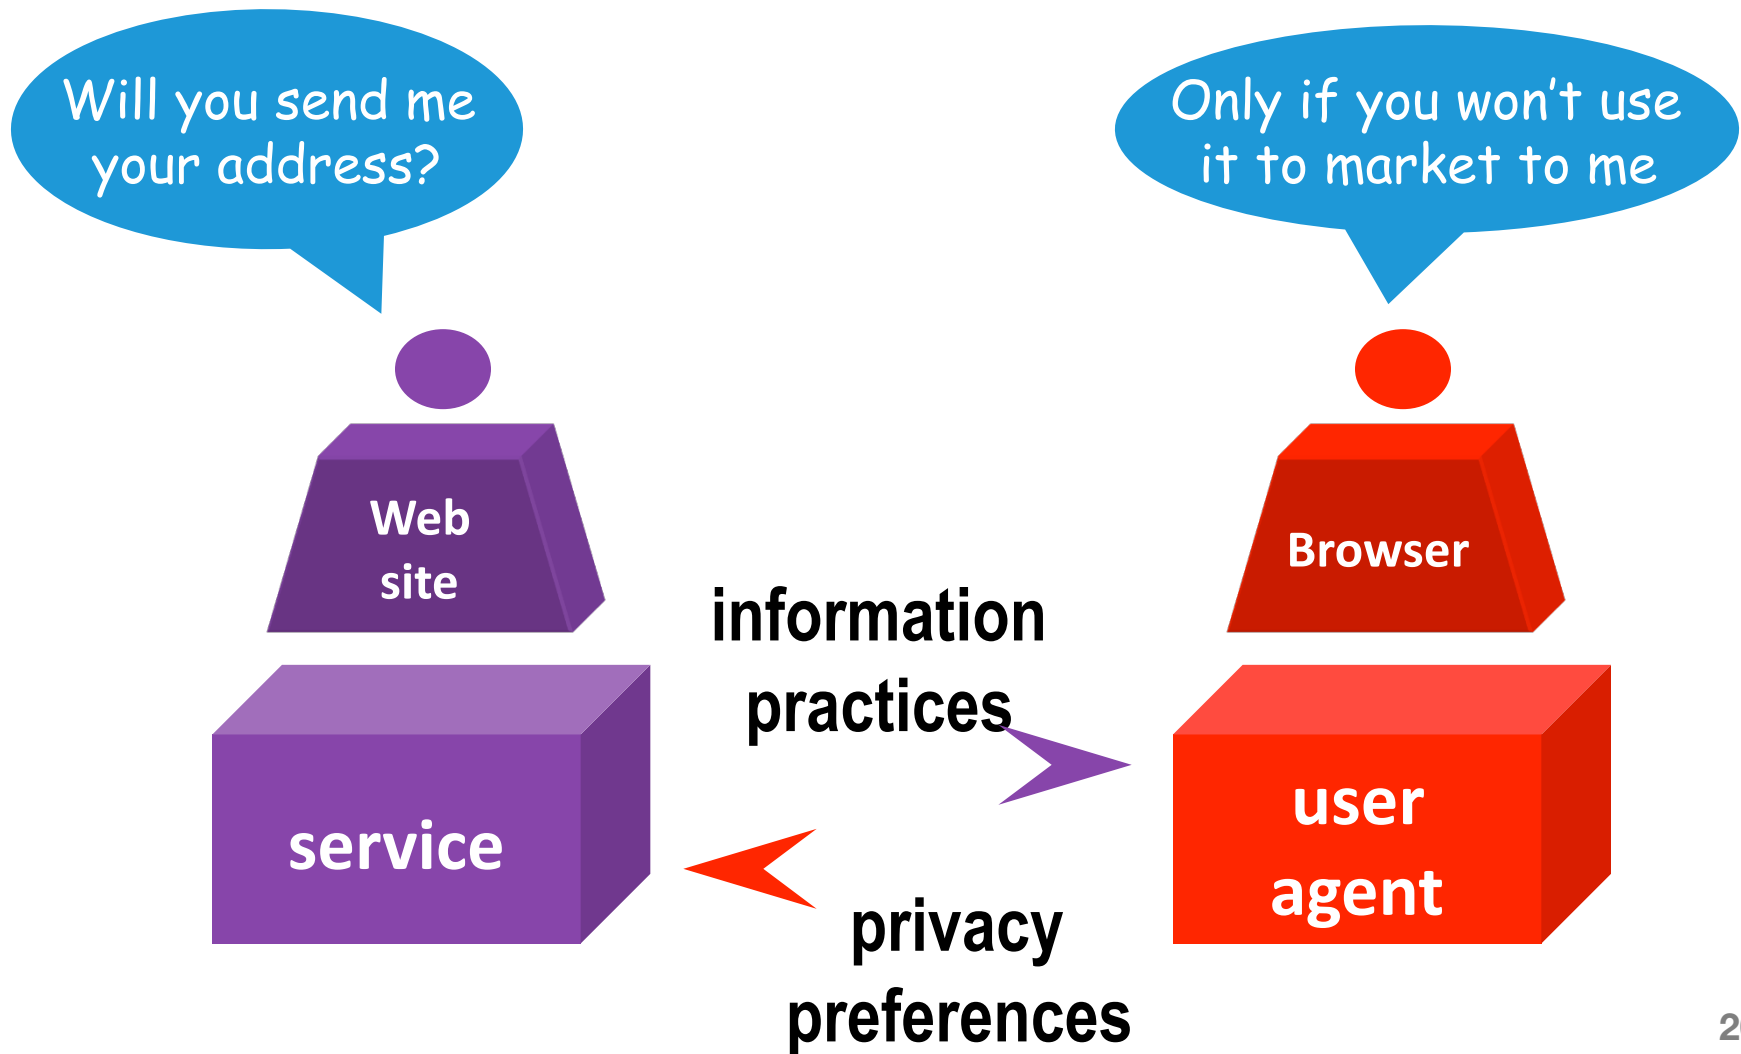 Will you send me
your address?
Only if you won't use
it to market to me
Web
site
Browser
information
practices
service
user
agent
privacy
preferences